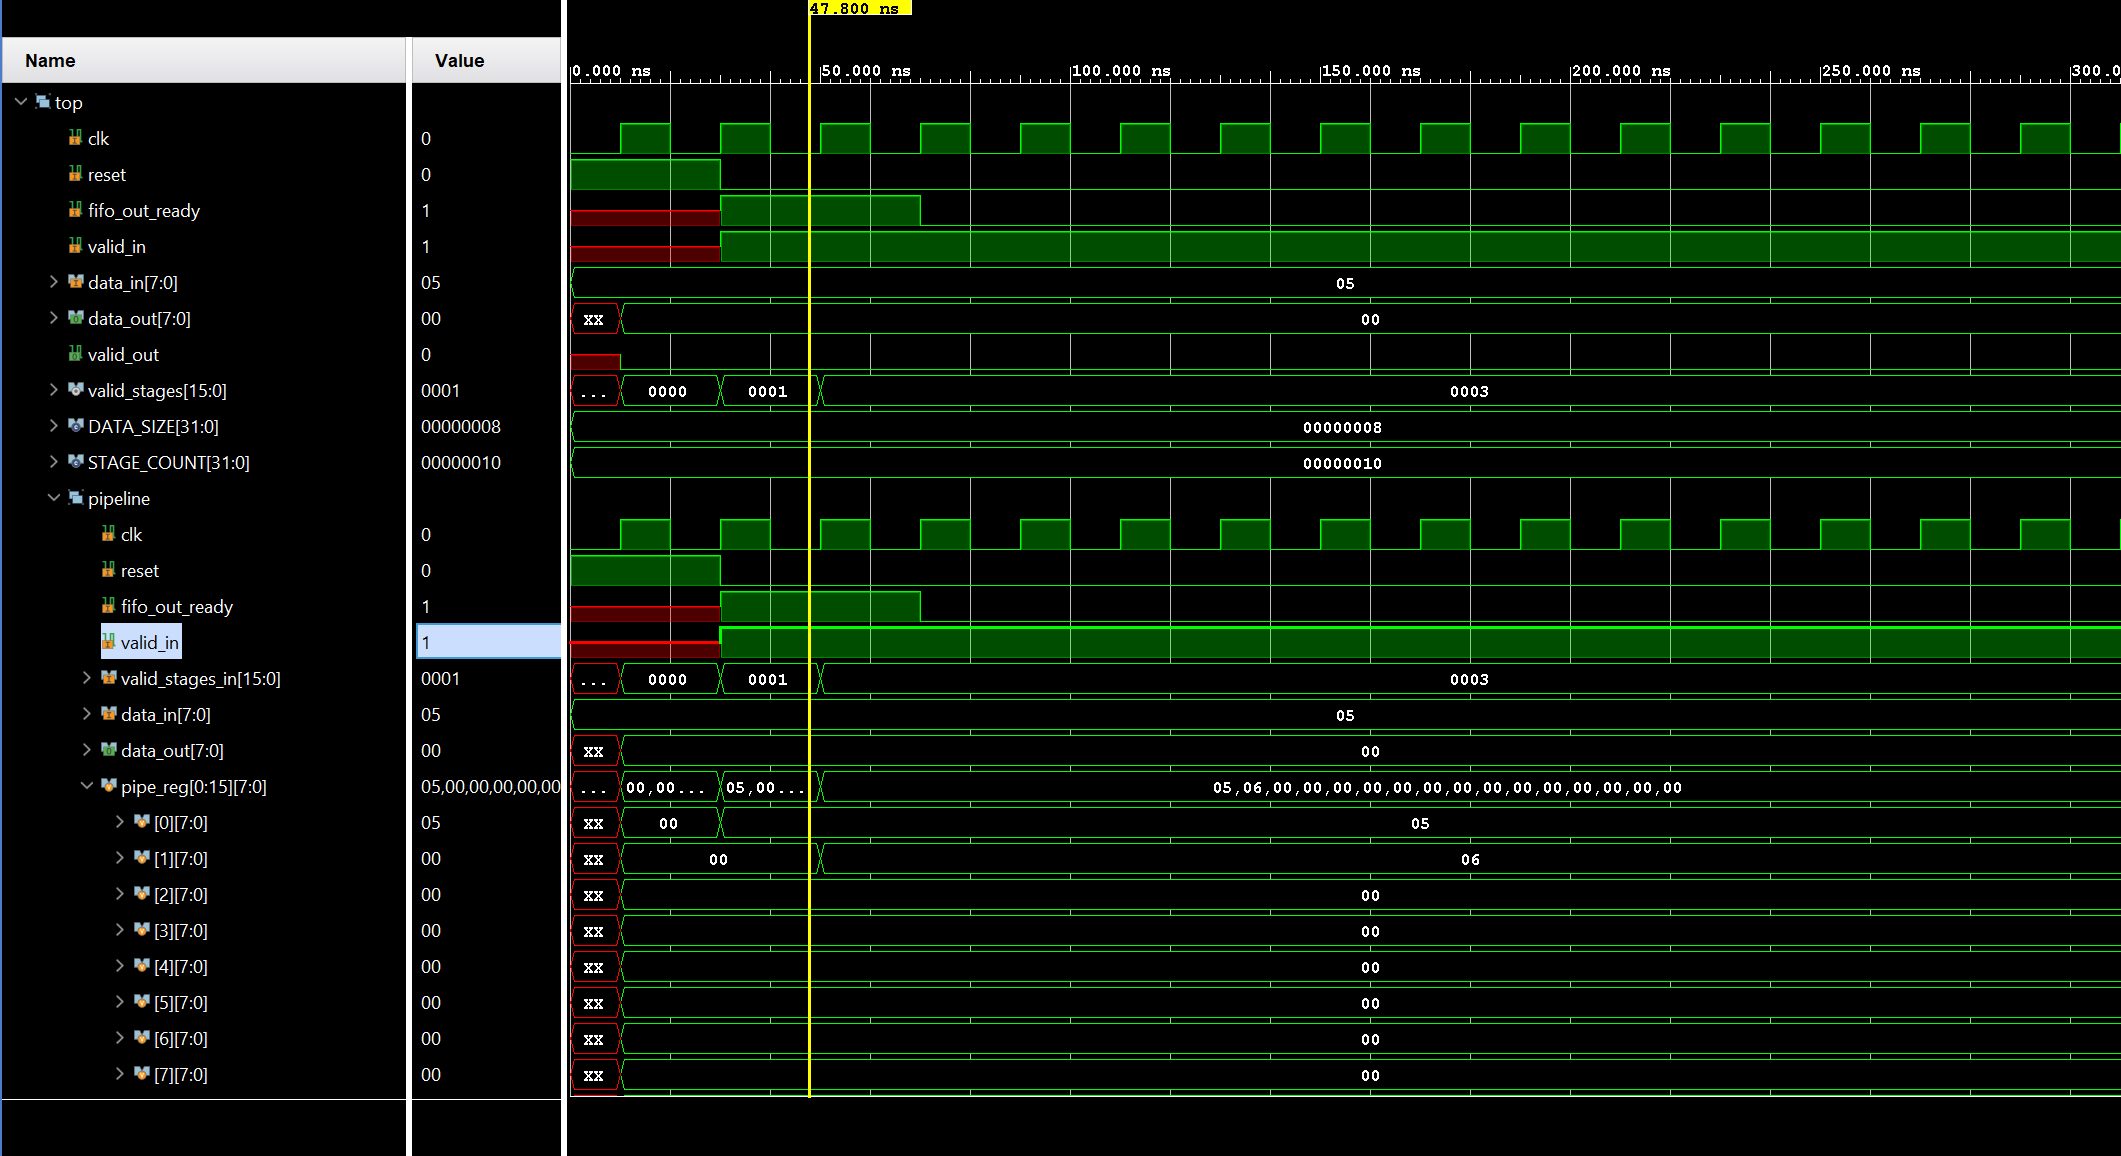 47.800 ns
Name Value 0.000 ns 50.000 ns 100.000 ns 150.000 ns 200.000 ns 250.000 ns 300.0
top
clk 0
reset 0
fifo_out_ready 1
valid_in 1
data_in[7:0] 05 05
data_out[7:0] 00 XX 00
valid_out 0
valid_stages[15:0] 0001 ... 0000 0001 0003
DATA_SIZE[31:0] 00000008 00000008
STAGE_COUNT[31:0] 00000010 00000010
pipeline
clk 0
reset 0
fifo_out_ready 1
valid_in 1
valid_stages_in[15:0] 0001 ... 0000 0001 0003
data_in[7:0] 05 05
data_out[7:0] 00 XX 00
pipe_reg[0:15][7:0] 05,00,00,00,00,00 ... 00,00... 05,00... 05,06,00,00,00,00,00,00,00,00,00,00,00,00,00,00
[0][7:0] 05 XX 00 05
[1][7:0] 00 XX 00 06
[2][7:0] 00 XX 00
[3][7:0] 00 XX 00
[4][7:0] 00 XX 00
[5][7:0] 00 XX 00
[6][7:0] 00 XX 00
[7][7:0] 00 XX 00